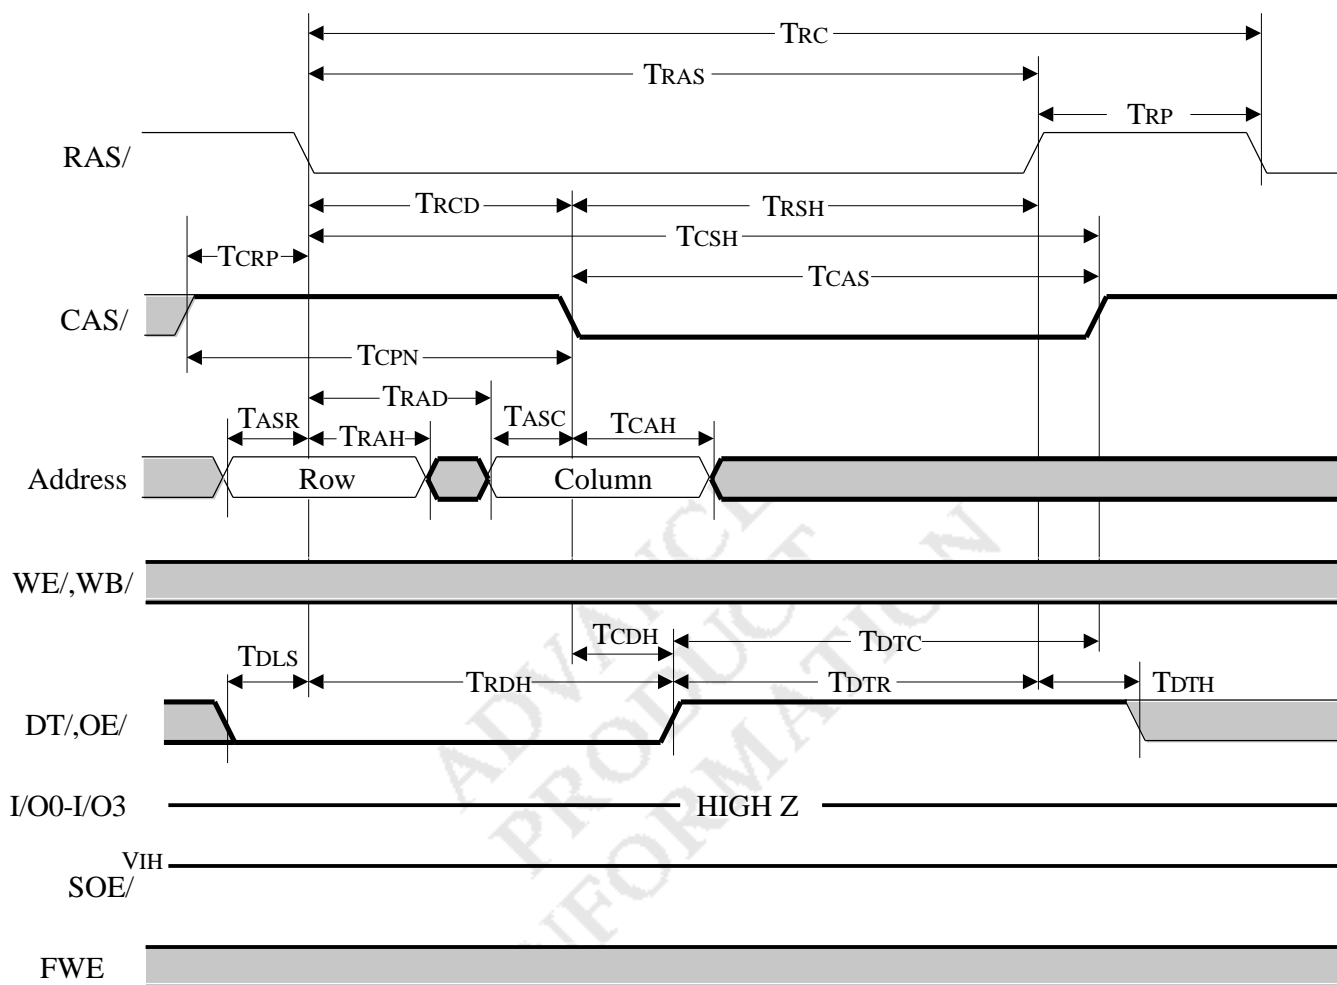 TRC
TRAS
TRP
RAS/
TRCD
TRSH
TCSH
TCRP
TCAS
CAS/
TCPN
TRAD
TASR
TRAH
TASC
TCAH
Address
Row
Column
WE/,WB/
TCDH
TDTC
TDLS
TRDH
TDTR
TDTH
DT/,OE/
I/O0-I/O3
HIGH Z
VIH
SOE/
FWE
ADVANCE
PRODUCT
INFORMATION